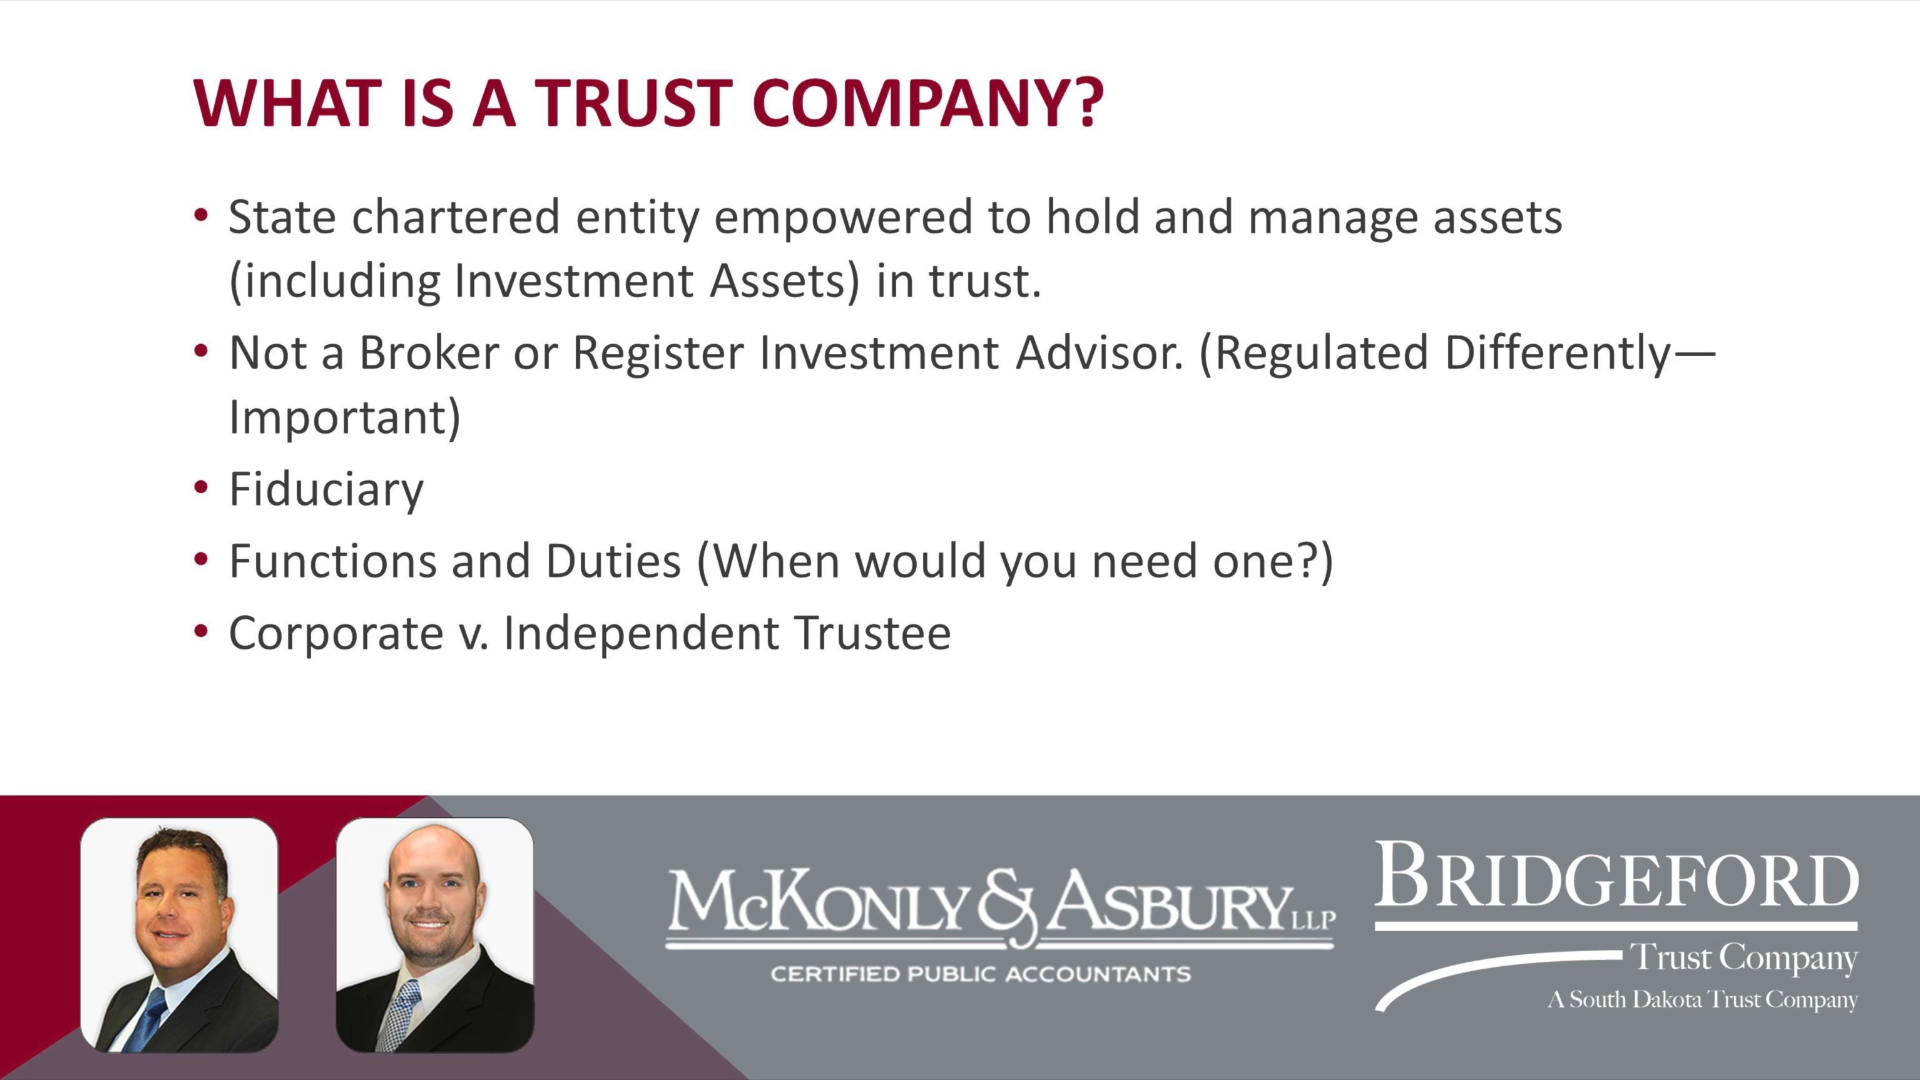 WHAT IS A TRUST COMPANY?
• State chartered entity empowered to hold and manage assets
(including Investment Assets) in trust.
• Not a Broker or Register Investment Advisor. (Regulated Differently—
Important)
• Fiduciary
• Functions and Duties (When would you need one?)
• Corporate v. Independent Trustee
McKonly & Asbury LLP
CERTIFIED PUBLIC ACCOUNTANTS
BRIDGEFORD
Trust Company
A South Dakota Trust Company